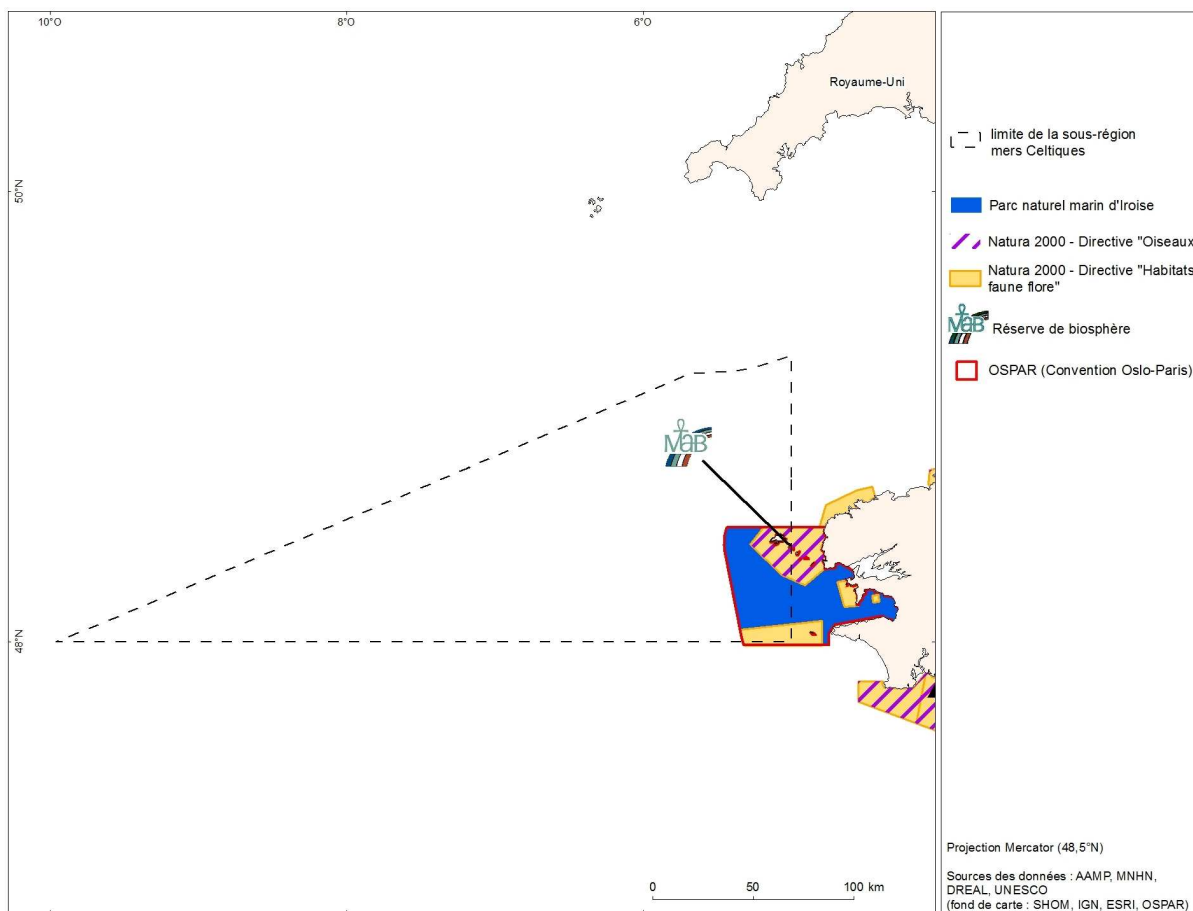 10°O
8°O
6°O
Royaume-Uni
50°N
48°N
MaB
0
50
100 km
limite de la sous-région
mers Celtiques
Parc naturel marin d'Iroise
Natura 2000 - Directive "Oiseaux
Natura 2000 - Directive "Habitats
faune flore"
MaB
Réserve de biosphère
OSPAR (Convention Oslo-Paris)
Projection Mercator (48,5°N)
Sources des données : AAMP, MNHN,
DREAL, UNESCO
(fond de carte : SHOM, IGN, ESRI, OSPAR)